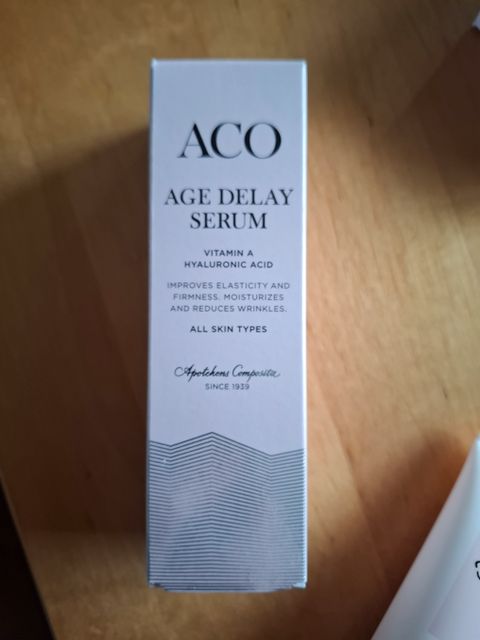 ACO
AGE DELAY
SERUM
VITAMIN A
HYALURONIC ACID
IMPROVES ELASTICITY AND
FIRMNESS. MOISTURIZES
AND REDUCES WRINKLES.
ALL SKIN TYPES
Apotekens Composita
SINCE 1939